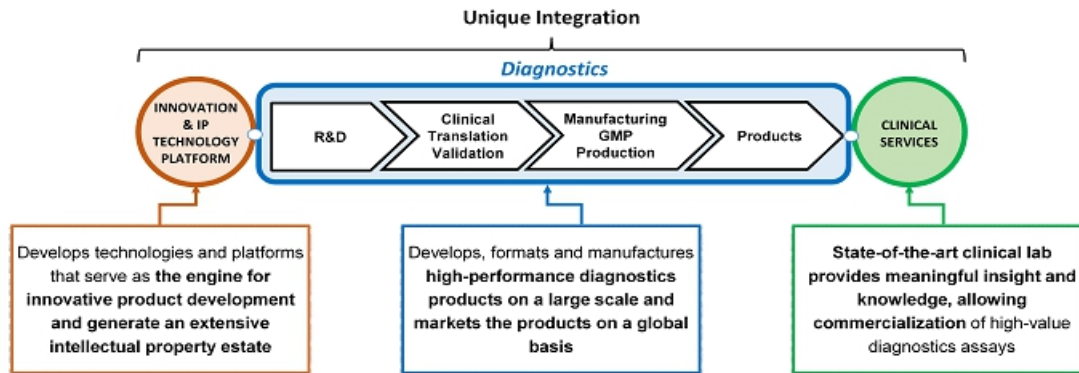 Unique Integration
Diagnostics
INNOVATION
& IP
TECHNOLOGY
PLATFORM
R&D
Clinical
Translation
Validation
Manufacturing
GMP
Production
Products
CLINICAL
SERVICES
Develops technologies and platforms
that serve as the engine for
innovative product development
and generate an extensive
intellectual property estate
Develops, formats and manufactures
high-performance diagnostics
products on a large scale and
markets the products on a global
basis
State-of-the-art clinical lab
provides meaningful insight and
knowledge, allowing
commercialization of high-value
diagnostics assays